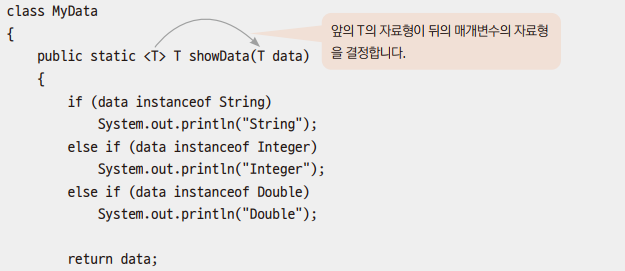 class MyData
{
    public static <T> T showData(T data)
    {
        if (data instanceof String)
            System.out.println("String");
        else if (data instanceof Integer)
            System.out.println("Integer");
        else if (data instanceof Double)
            System.out.println("Double");

        return data;
앞의 T의 자료형이 뒤의 매개변수의 자료형
을 결정합니다.